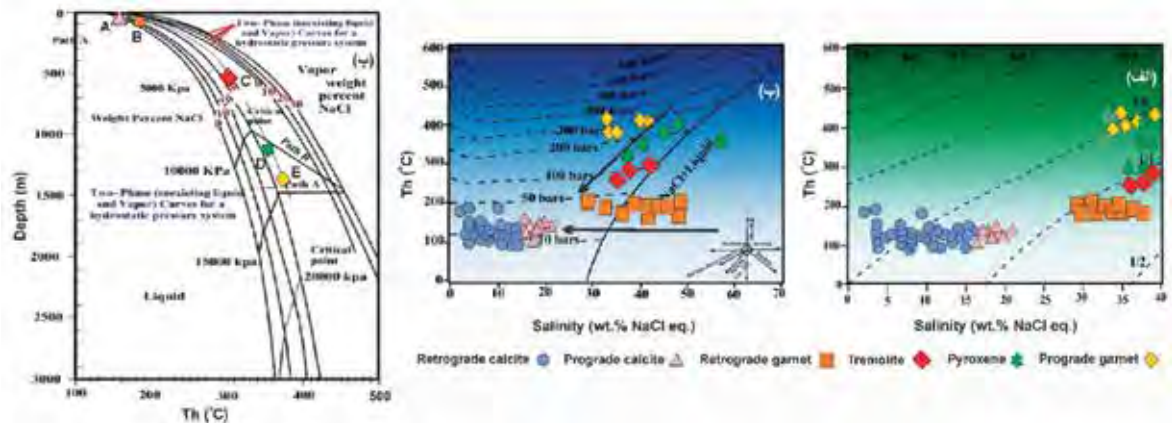 A
B
Path A
Two- Phase (coexisting liquid
and Vapor) Curves for a
hydrostatic pressure system
(پ)
Vapor
weight
percent
NaCl
5000 Kpa
C
Weight Percent NaCl
Critical
point
Path B
D
E
10000 KPa
Path A
Two- Phase (coexisting liquid
and Vapor) Curves for a
hydrostatic pressure system
Critical
point
15000 kpa
20000 kpa
Liquid
0
500
1000
1500
2000
2500
3000
Depth (m)
100
200
300
400
500
Th (°C)
600
500
400
300
200
100
0
Th (°C)
(ب)
200 bars
100 bars
50 bars
NaCl+Liquid
0
10
20
30
40
50
60
70
Salinity (wt.% NaCl eq.)
600
500
400
300
200
100
0
Th (°C)
(الف)
0
5
10
15
20
25
30
35
40
Salinity (wt.% NaCl eq.)
Retrograde calcite Prograde calcite Retrograde garnet Tremolite Pyroxene Prograde garnet